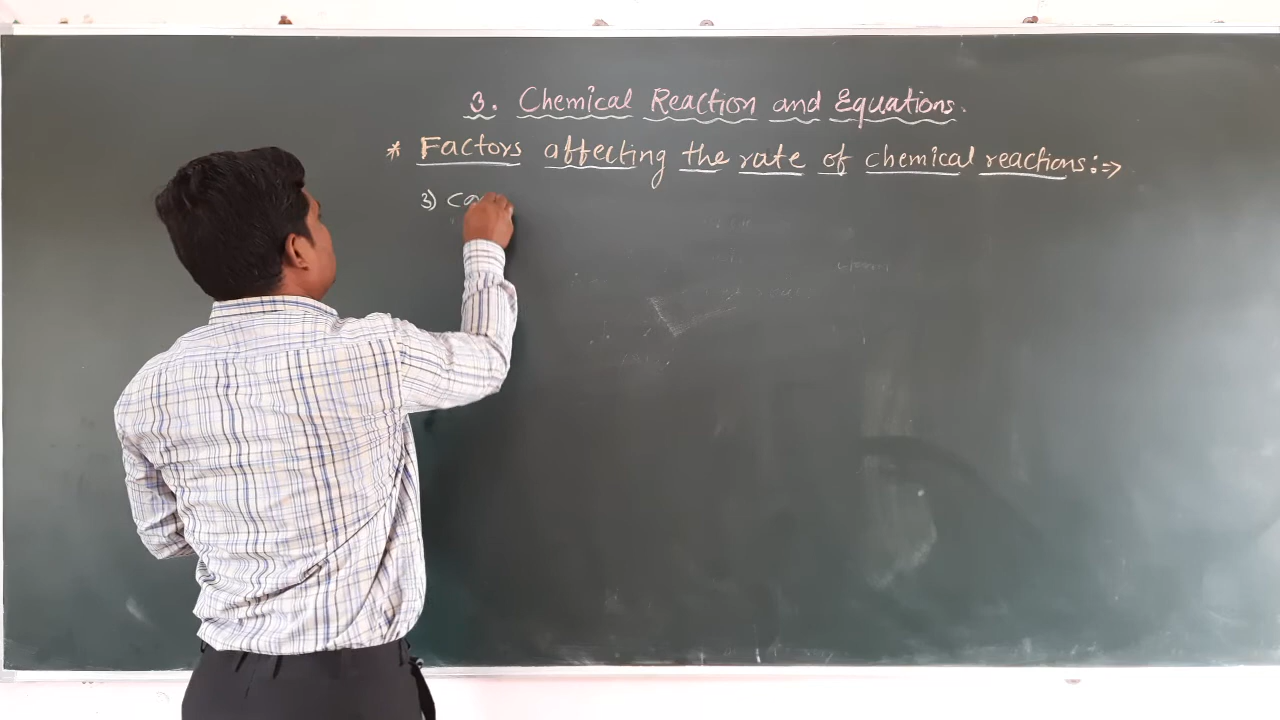 3. Chemical Reaction and Equations.
* Factors affecting the rate of chemical reactions:→
3)